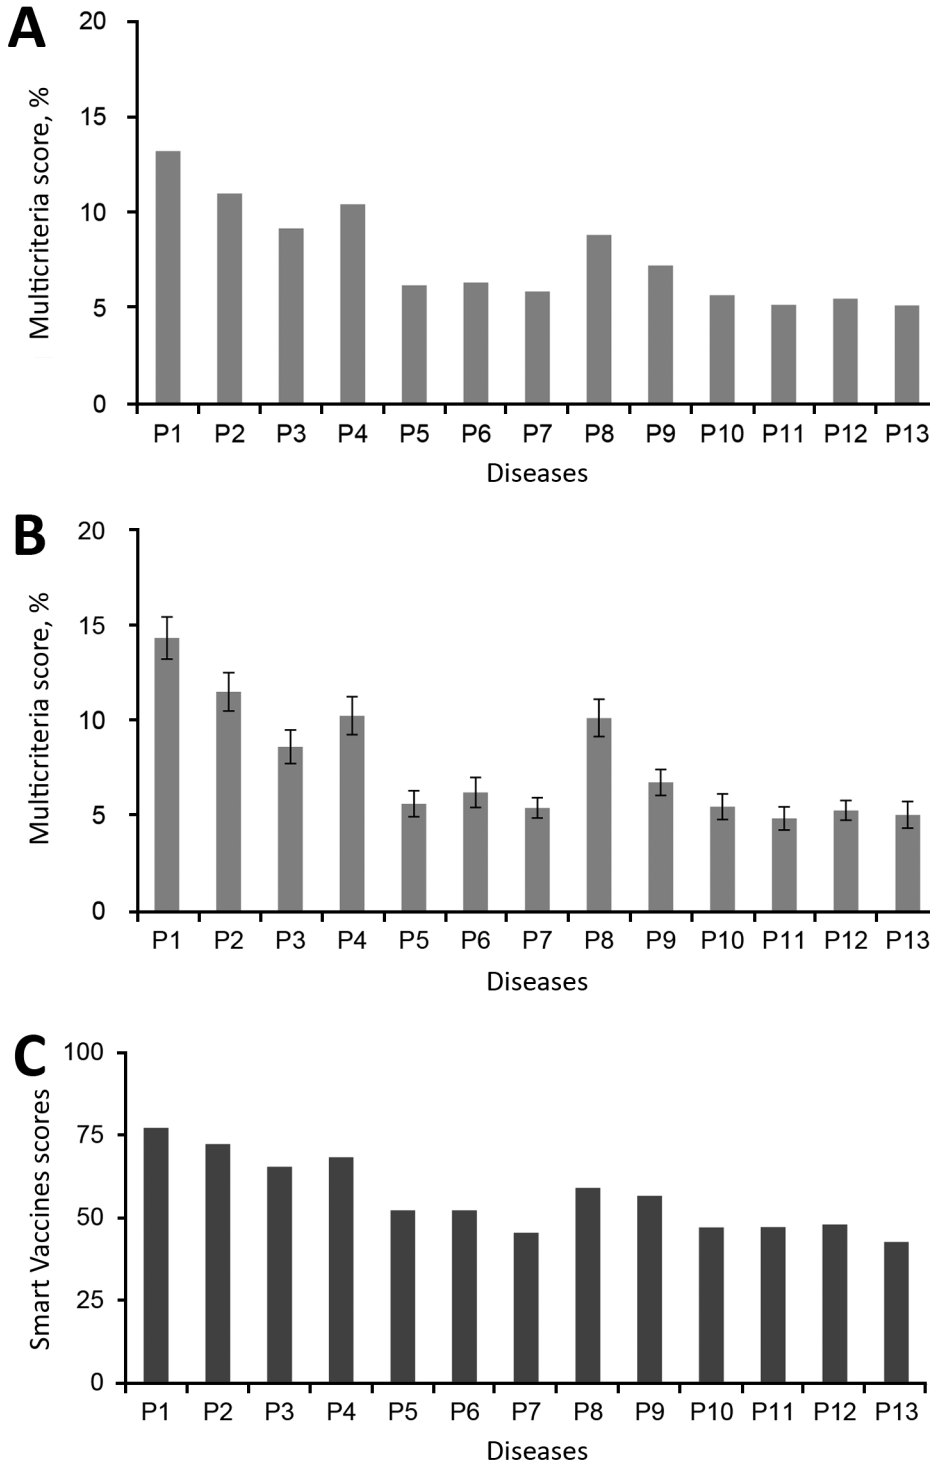 A
Multicriteria score, %
20
15
10
5
0
P1 P2 P3 P4 P5 P6 P7 P8 P9 P10 P11 P12 P13
Diseases
B
Multicriteria score, %
20
15
10
5
0
P1 P2 P3 P4 P5 P6 P7 P8 P9 P10 P11 P12 P13
Diseases
C
Smart Vaccines scores
100
75
50
25
0
P1 P2 P3 P4 P5 P6 P7 P8 P9 P10 P11 P12 P13
Diseases